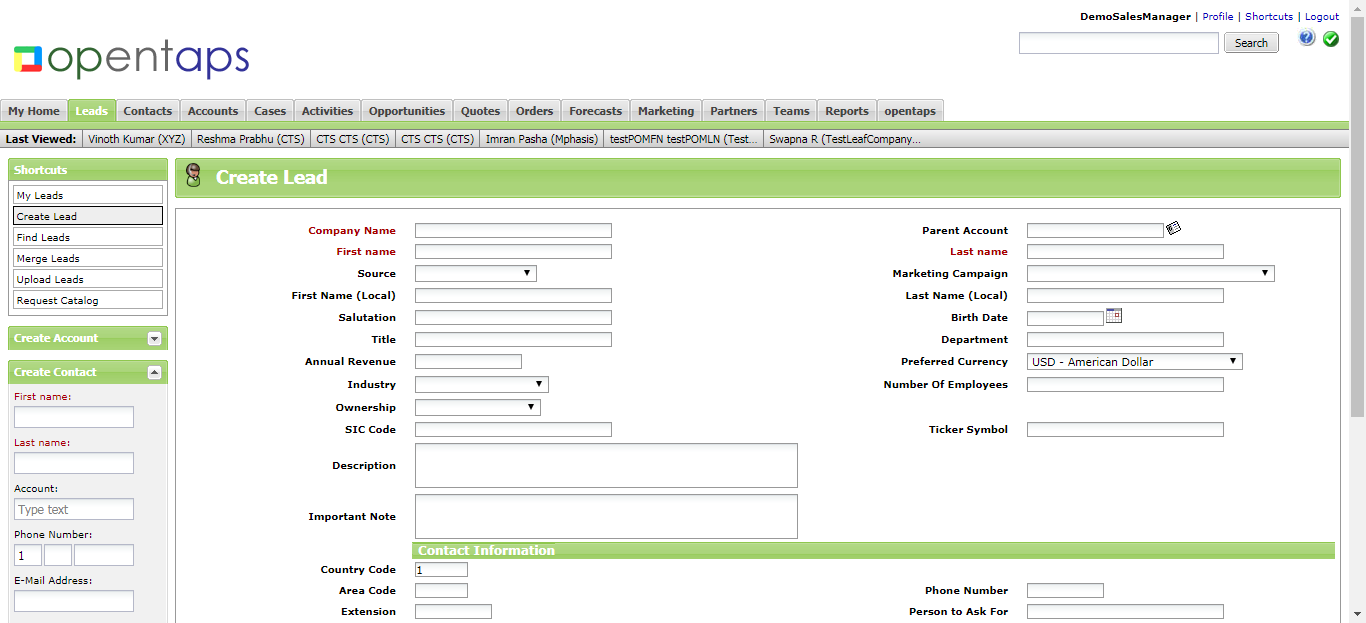 DemoSalesManager | Profile | Shortcuts | Logout
opentaps
Search
?
My Home Leads Contacts Accounts Cases Activities Opportunities Quotes Orders Forecasts Marketing Partners Teams Reports opentaps
Last Viewed: Vinoth Kumar (XYZ) Reshma Prabhu (CTS) CTS CTS (CTS) CTS CTS (CTS) Imran Pasha (Mphasis) testPOMFN testPOMLN (Test... Swapna R (TestLeafCompany...
Shortcuts
My Leads
Create Lead
Find Leads
Merge Leads
Upload Leads
Request Catalog
Create Account
Create Contact
First name:
Last name:
Account:
Type text
Phone Number:
1
E-Mail Address:
Create Lead
Company Name Parent Account
First name Last name
Source Marketing Campaign
First Name (Local) Last Name (Local)
Salutation Birth Date
Title Department
Annual Revenue Preferred Currency USD - American Dollar
Industry Number Of Employees
Ownership
SIC Code Ticker Symbol
Description
Important Note
Contact Information
Country Code 1
Area Code Phone Number
Extension Person to Ask For